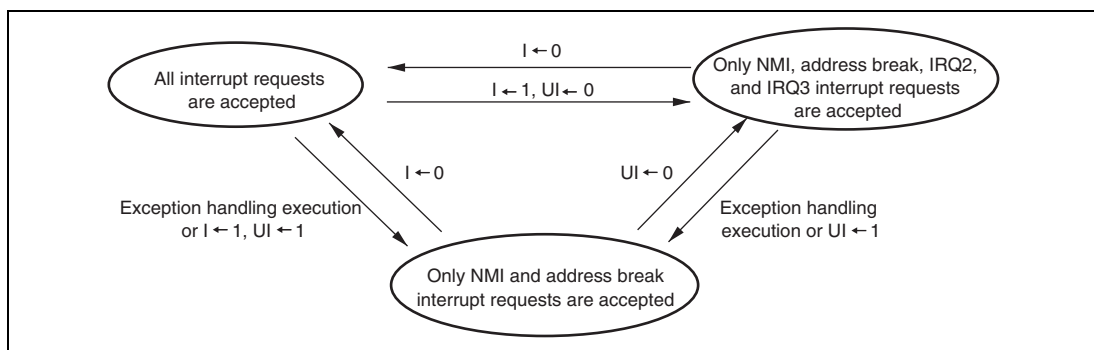 I ← 0
All interrupt requests
are accepted
Only NMI, address break, IRQ2,
and IRQ3 interrupt requests
are accepted
I ← 1, UI ← 0
I ← 0
UI ← 0
Exception handling execution
or I ← 1, UI ← 1
Exception handling
execution or UI ← 1
Only NMI and address break
interrupt requests are accepted